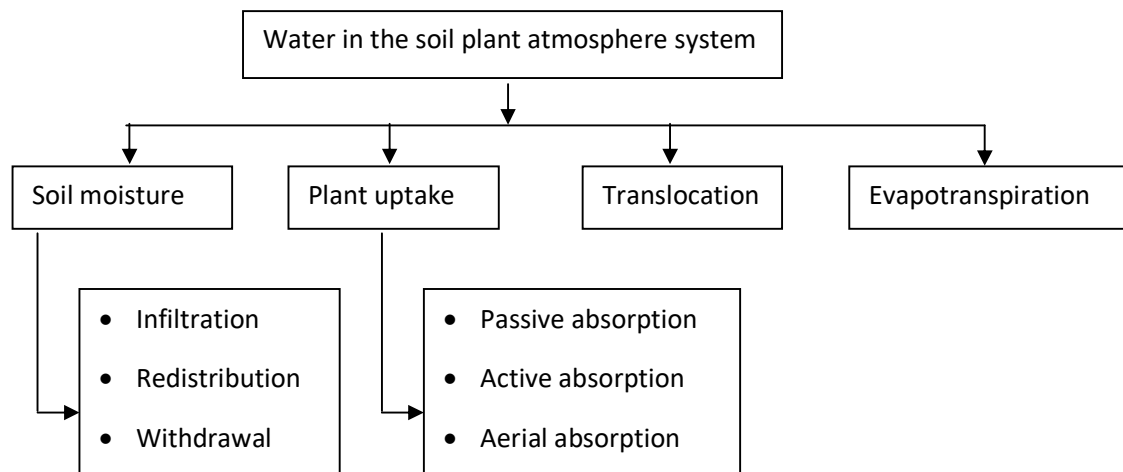 Water in the soil plant atmosphere system
Soil moisture
Plant uptake
Translocation
Evapotranspiration
• Infiltration
• Redistribution
• Withdrawal
• Passive absorption
• Active absorption
• Aerial absorption